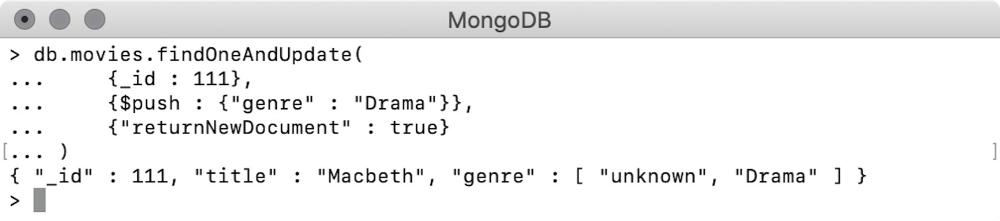 MongoDB
> db.movies.findOneAndUpdate(
...     {_id : 111},
...     {$push : {"genre" : "Drama"}},
...     {"returnNewDocument" : true}
[... )                                                                          ]
{ "_id" : 111, "title" : "Macbeth", "genre" : [ "unknown", "Drama" ] }
>